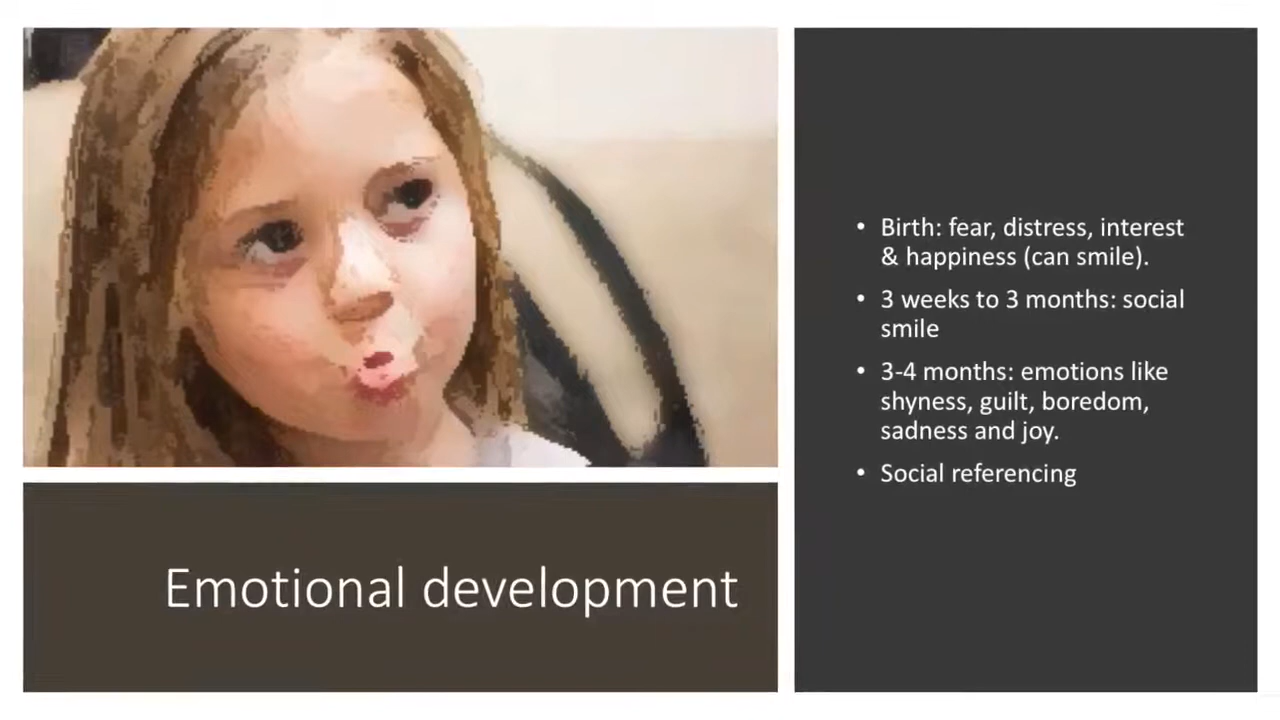 Emotional development
• Birth: fear, distress, interest
& happiness (can smile).
• 3 weeks to 3 months: social
smile
• 3-4 months: emotions like
shyness, guilt, boredom,
sadness and joy.
• Social referencing